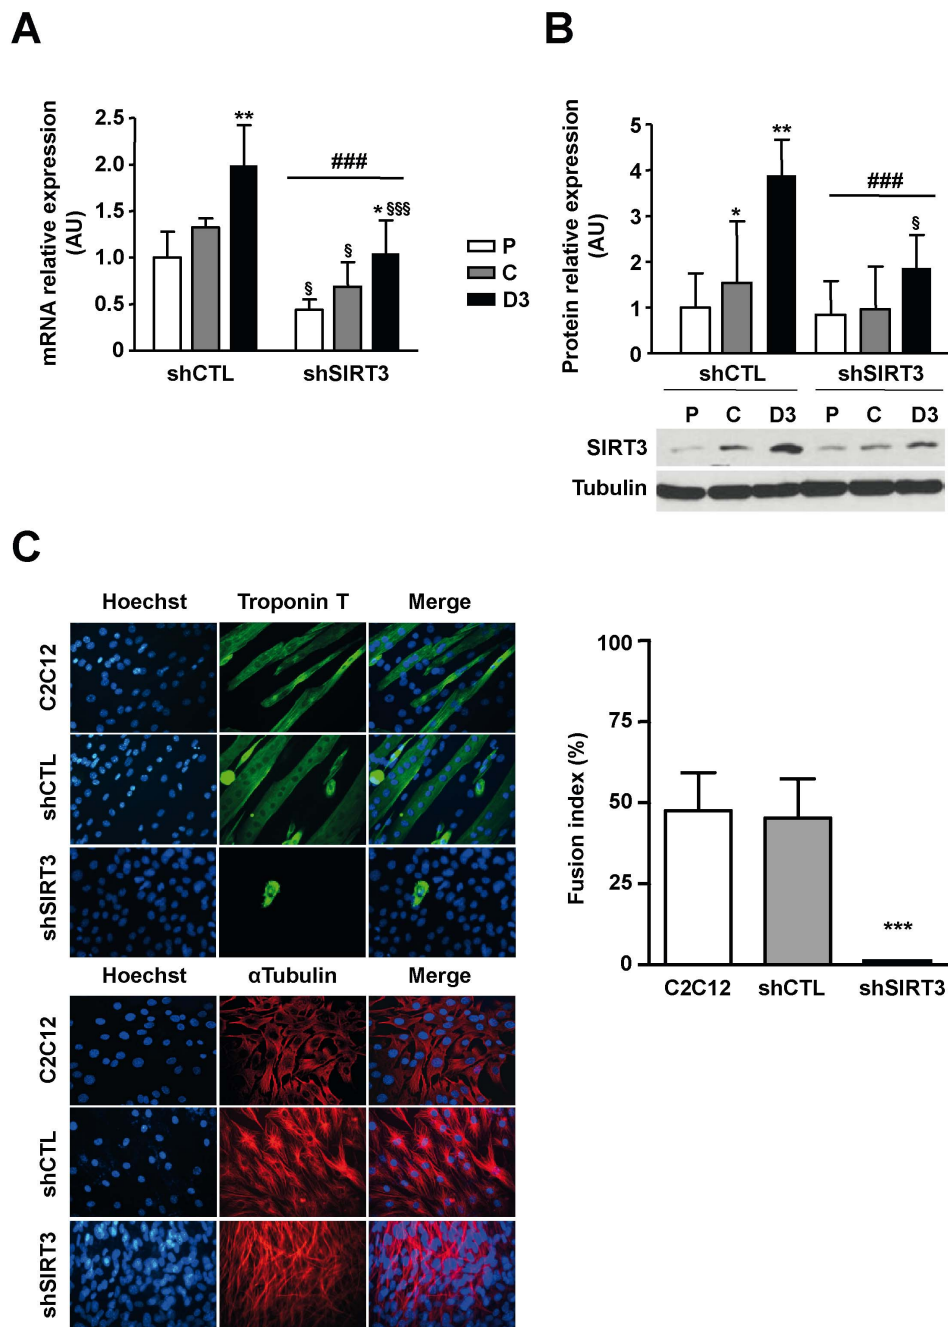 A
B
mRNA relative expression
(AU)
2.5
2.0
1.5
1.0
0.5
0
**
###
* §§§
§
§
shCTL
shSIRT3
P
C
D3
Protein relative expression
(AU)
5
4
3
2
1
0
**
*
###
§
shCTL
shSIRT3
P C D3 P C D3
SIRT3
Tubulin
C
Hoechst Troponin T Merge
C2C12
shCTL
shSIRT3
Hoechst αTubulin Merge
C2C12
shCTL
shSIRT3
Fusion index (%)
100
75
50
25
0
***
C2C12 shCTL shSIRT3